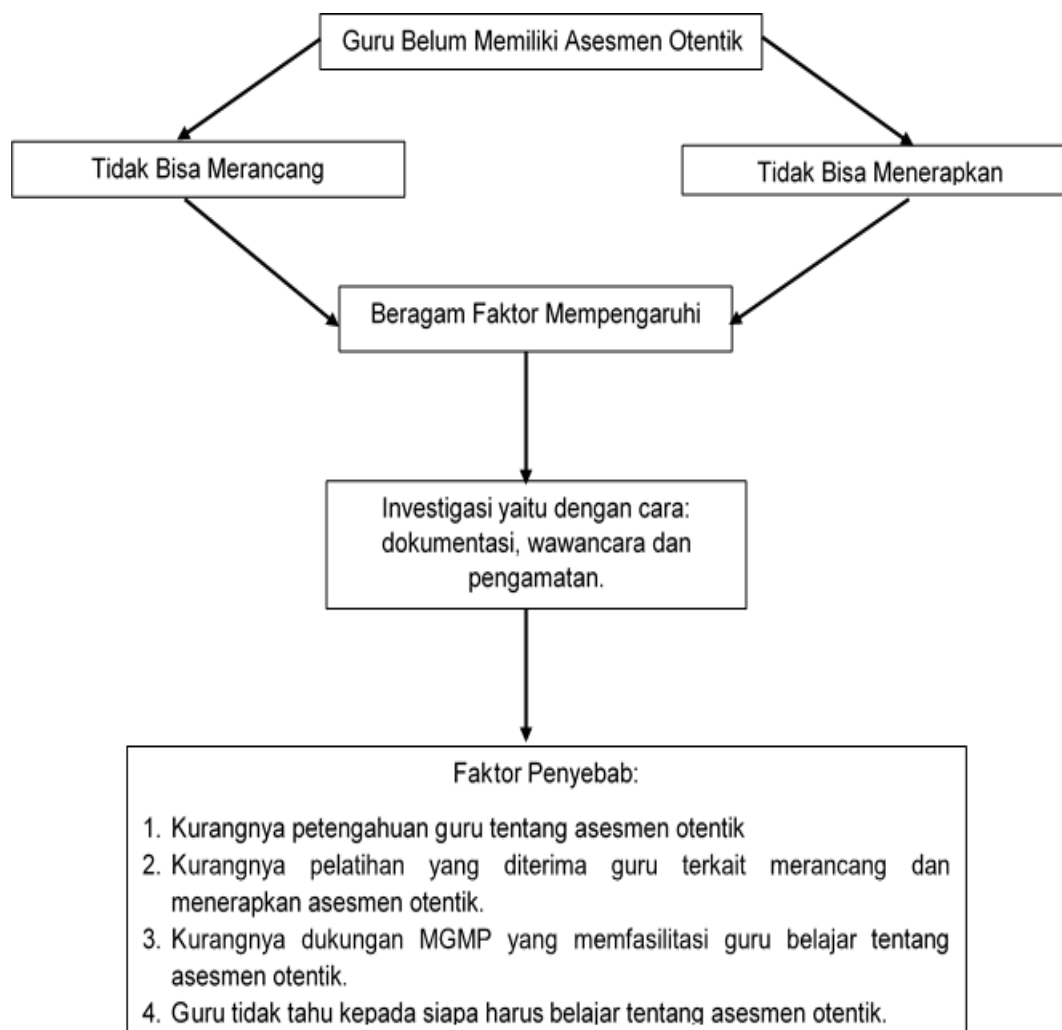 Guru Belum Memiliki Asesmen Otentik
Tidak Bisa Merancang
Tidak Bisa Menerapkan
Beragam Faktor Mempengaruhi
Investigasi yaitu dengan cara:
dokumentasi, wawancara dan
pengamatan.
Faktor Penyebab:
1. Kurangnya petengahuan guru tentang asesmen otentik
2. Kurangnya pelatihan yang diterima guru terkait merancang dan
menerapkan asesmen otentik.
3. Kurangnya dukungan MGMP yang memfasilitasi guru belajar tentang
asesmen otentik.
4. Guru tidak tahu kepada siapa harus belajar tentang asesmen otentik.